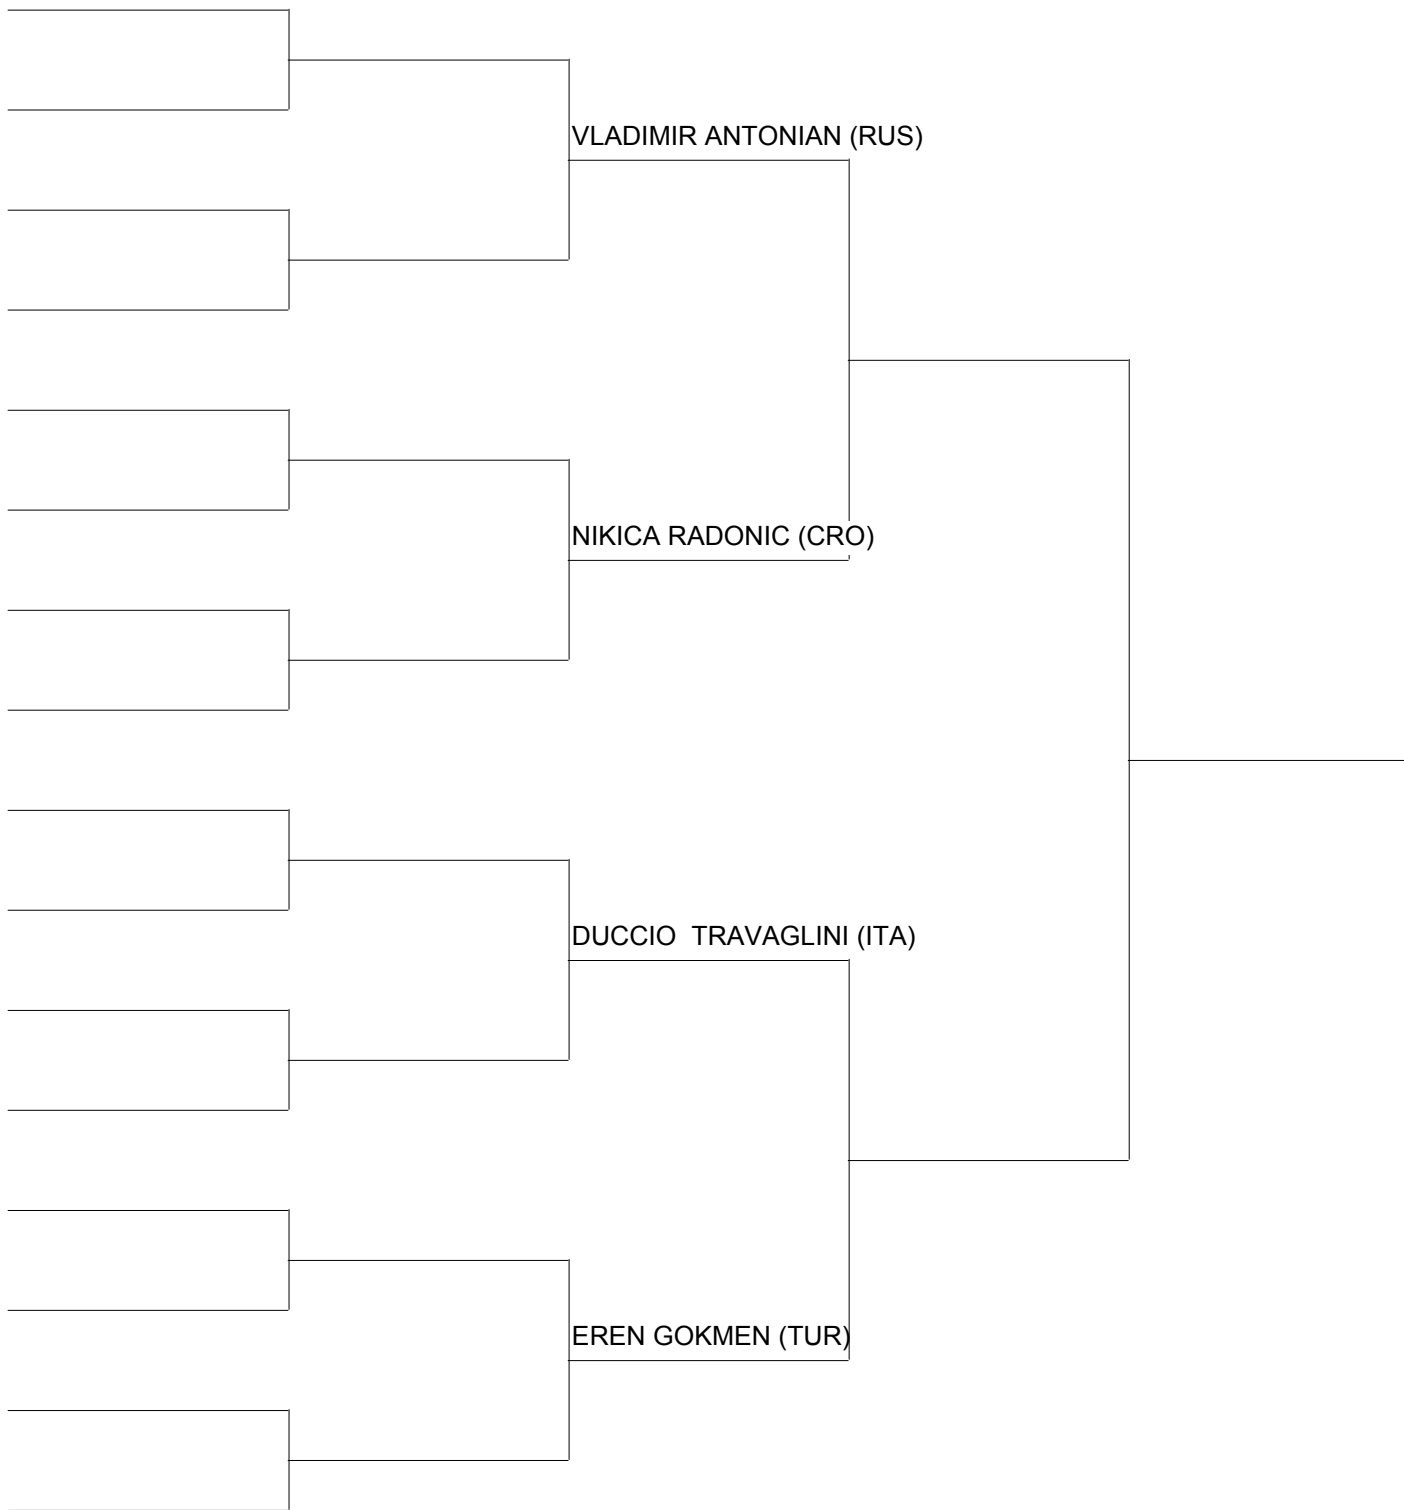 VLADIMIR ANTONIAN (RUS)
NIKICA RADONIC (CRO)
DUCCIO  TRAVAGLINI (ITA)
EREN GOKMEN (TUR)